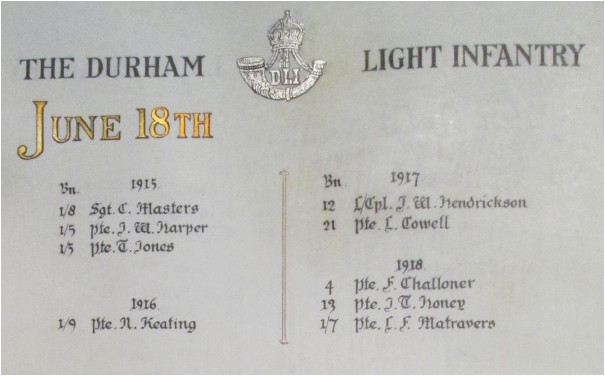 THE DURHAM LIGHT INFANTRY
DLI
JUNE 18TH
Bn. 1915.
1/8 Sgt. C. Masters
1/5 Pte. J. W. Harper
1/5 Pte. T. Jones
1916.
1/9 Pte. N. Keating
Bn. 1917.
12 L/Cpl. J. W. Hendrickson
21 Pte. L. Cowell
1918.
4 Pte. F. Challoner
13 Pte. J. T. Honey
1/7 Pte. L. F. Matravers